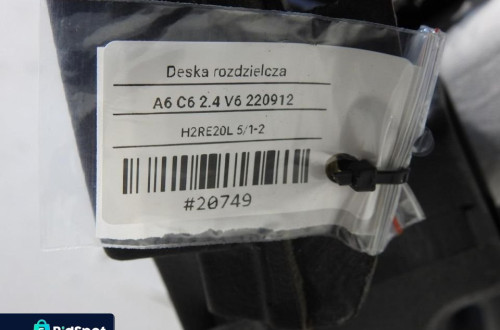 Deska rozdzielcza
A6 C6 2.4 V6 220912
H2RE20L 5/1-2
#20749